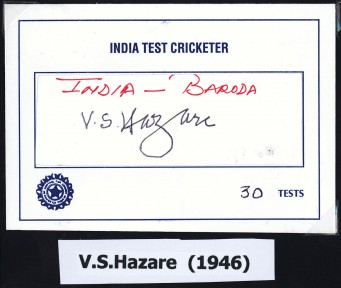 INDIA TEST CRICKETER
INDIA - BARODA
V.S. Hazare
30 TESTS
V.S.Hazare (1946)